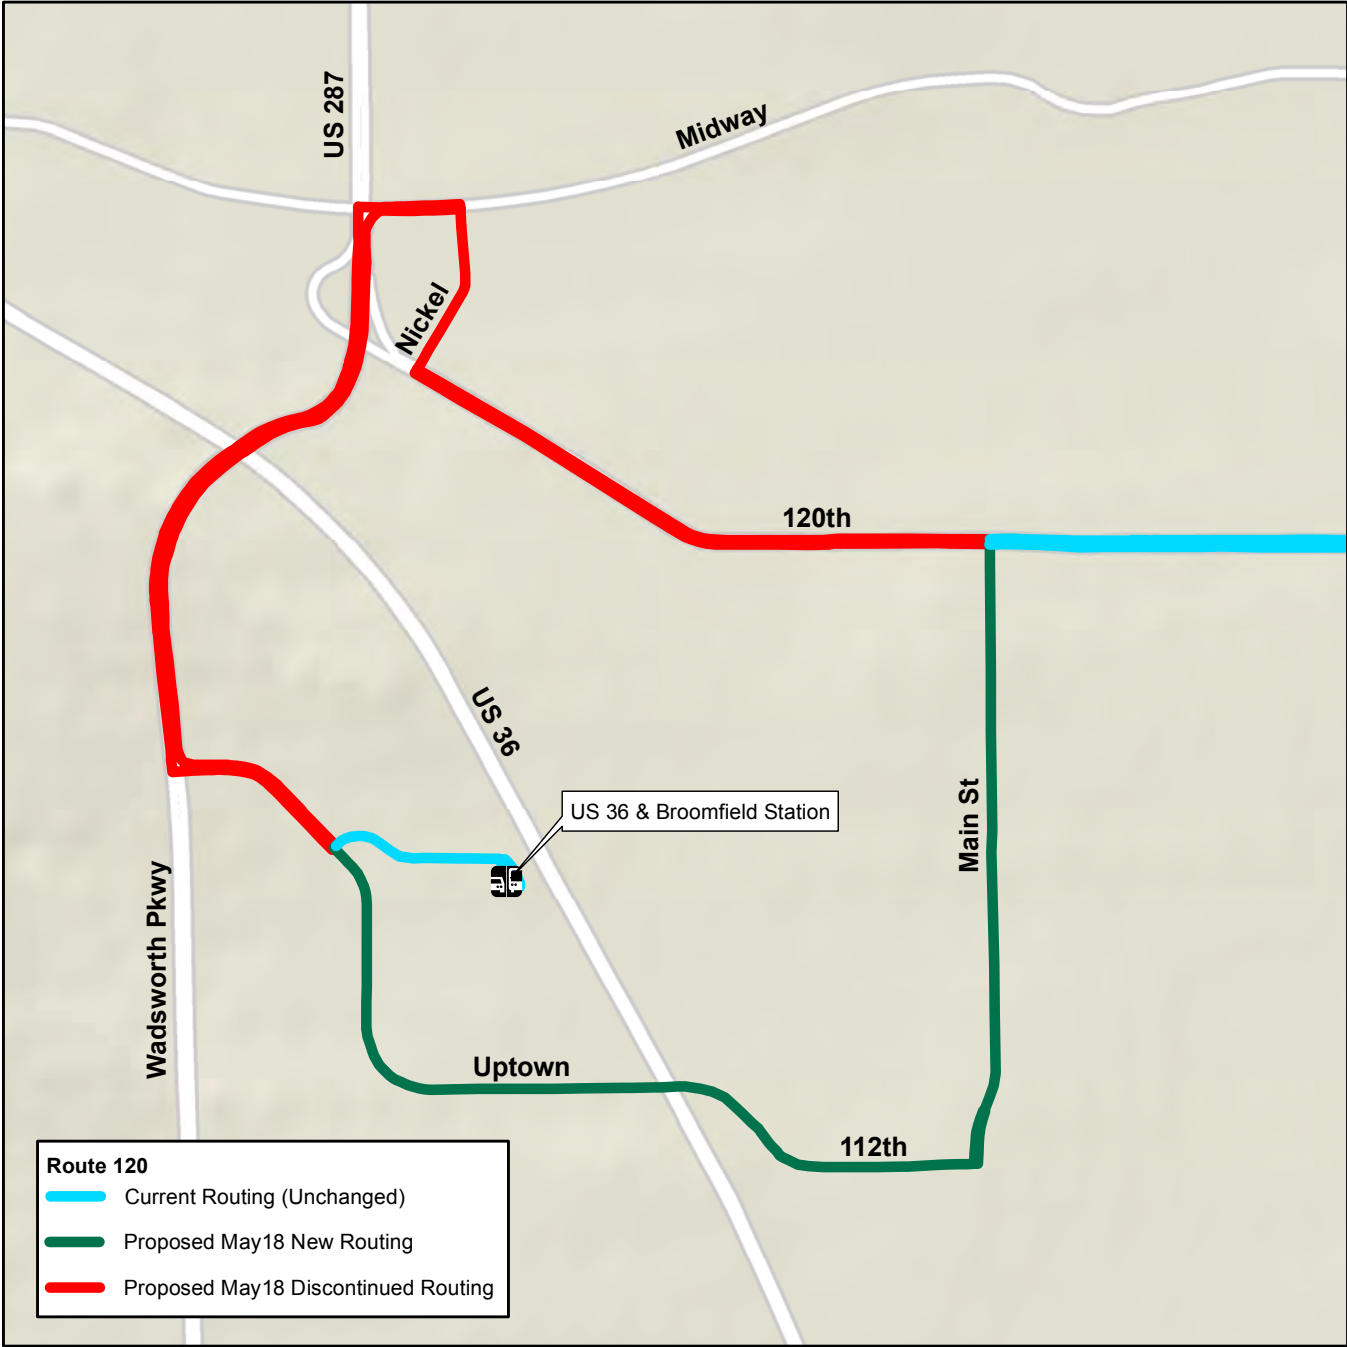 US 287
Midway
Nickel
120th
US 36
US 36 & Broomfield Station
Main St
Wadsworth Pkwy
Uptown
112th
Route 120
Current Routing (Unchanged)
Proposed May18 New Routing
Proposed May18 Discontinued Routing